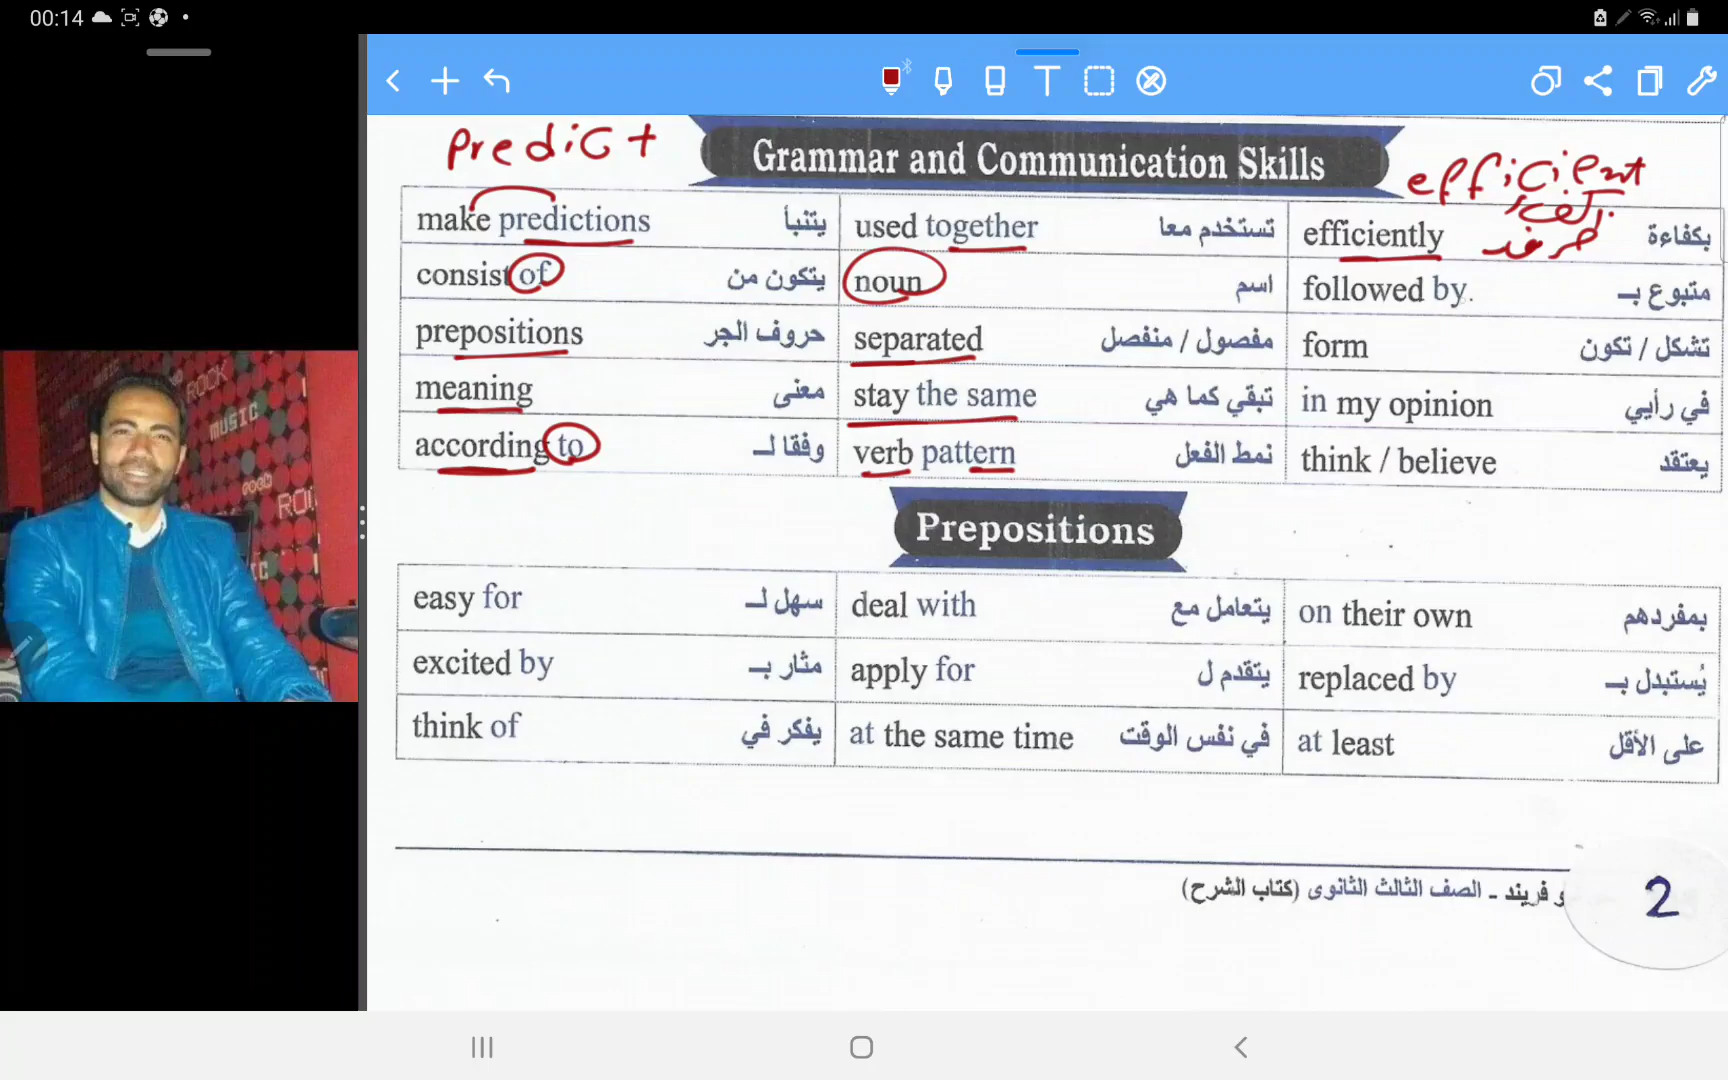 00:14
predict
Grammar and Communication Skills
efficient
make predictions يتنبأ
used together تستخدم معا
efficiently بكفاءة
consist of يتكون من
noun اسم
followed by. متبوع بـ
prepositions حروف الجر
separated مفصول / منفصل
form تشكل / تكون
meaning معنى
stay the same تبقي كما هي
in my opinion في رأيي
according to وفقا لـ
verb pattern نمط الفعل
think / believe يعتقد
Prepositions
easy for سهل لـ
deal with يتعامل مع
on their own بمفردهم
excited by مثار بـ
apply for يتقدم ل
replaced by يُستبدل بـ
think of يفكر في
at the same time في نفس الوقت
at least على الأقل
و فريند ـ الصف الثالث الثانوى (كتاب الشرح)
2
MUSIC
ROCK